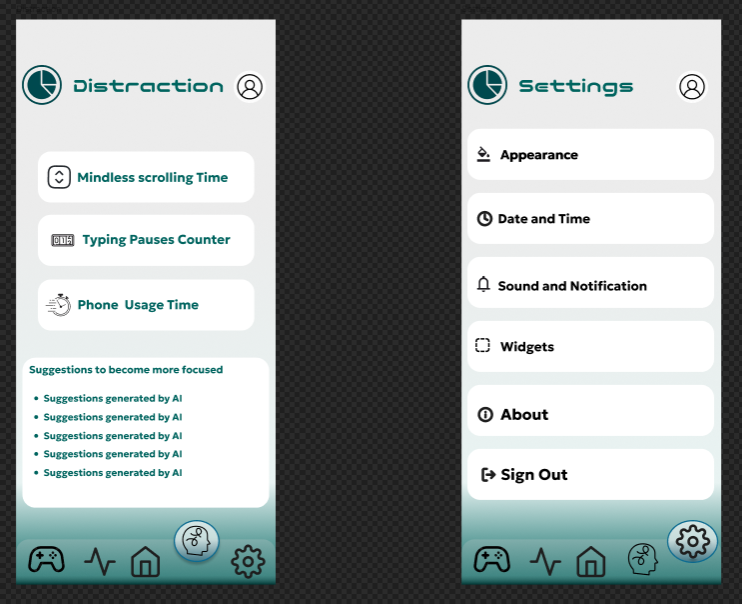 Distraction
Mindless scrolling Time
Typing Pauses Counter
Phone Usage Time
Suggestions to become more focused
• Suggestions generated by AI
• Suggestions generated by AI
• Suggestions generated by AI
• Suggestions generated by AI
• Suggestions generated by AI
Settings
Appearance
Date and Time
Sound and Notification
Widgets
About
Sign Out